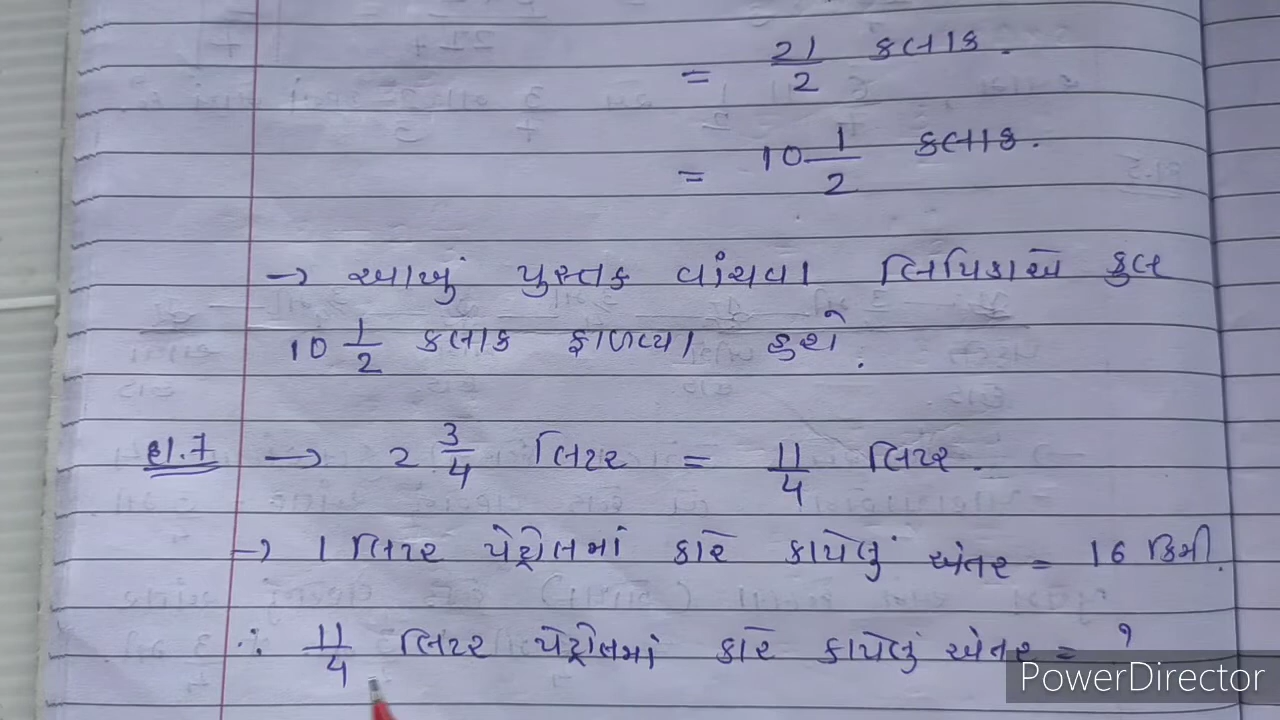 = 21/2 કલાક.
= 10 1/2 કલાક.
→ આખું પુસ્તક વાંચવા લિપિકાએ કુલ
10 1/2 કલાક ફાળવ્યા હશે.
દા.7 → 2 3/4 લિટર = 11/4 લિટર.
→ 1 લિટર પેટ્રોલમાં કારે કાપેલું અંતર = 16 કિમી.
∴ 11/4 લિટર પેટ્રોલમાં કારે કાપેલું અંતર = ?
PowerDirector